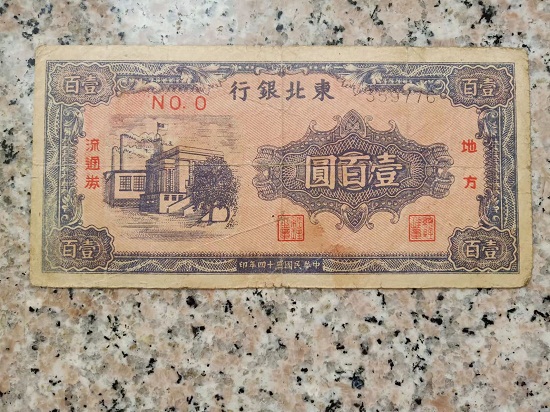 東北銀行
NO. 0
壹百
壹百
地方
流通券
壹百圓
壹百
壹百
中華民國三十四年印